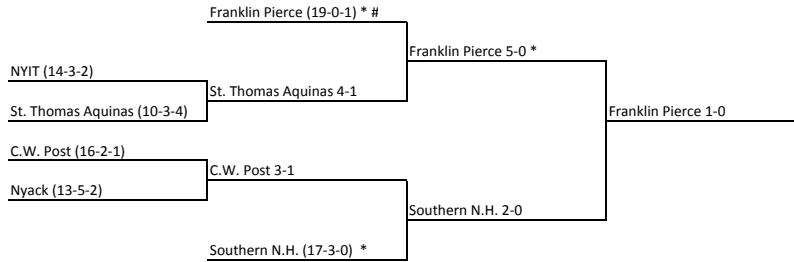 Franklin Pierce (19-0-1) * #
Franklin Pierce 5-0 *
NYIT (14-3-2)
St. Thomas Aquinas 4-1
St. Thomas Aquinas (10-3-4)
Franklin Pierce 1-0
C.W. Post (16-2-1)
C.W. Post 3-1
Nyack (13-5-2)
Southern N.H. 2-0
Southern N.H. (17-3-0) *